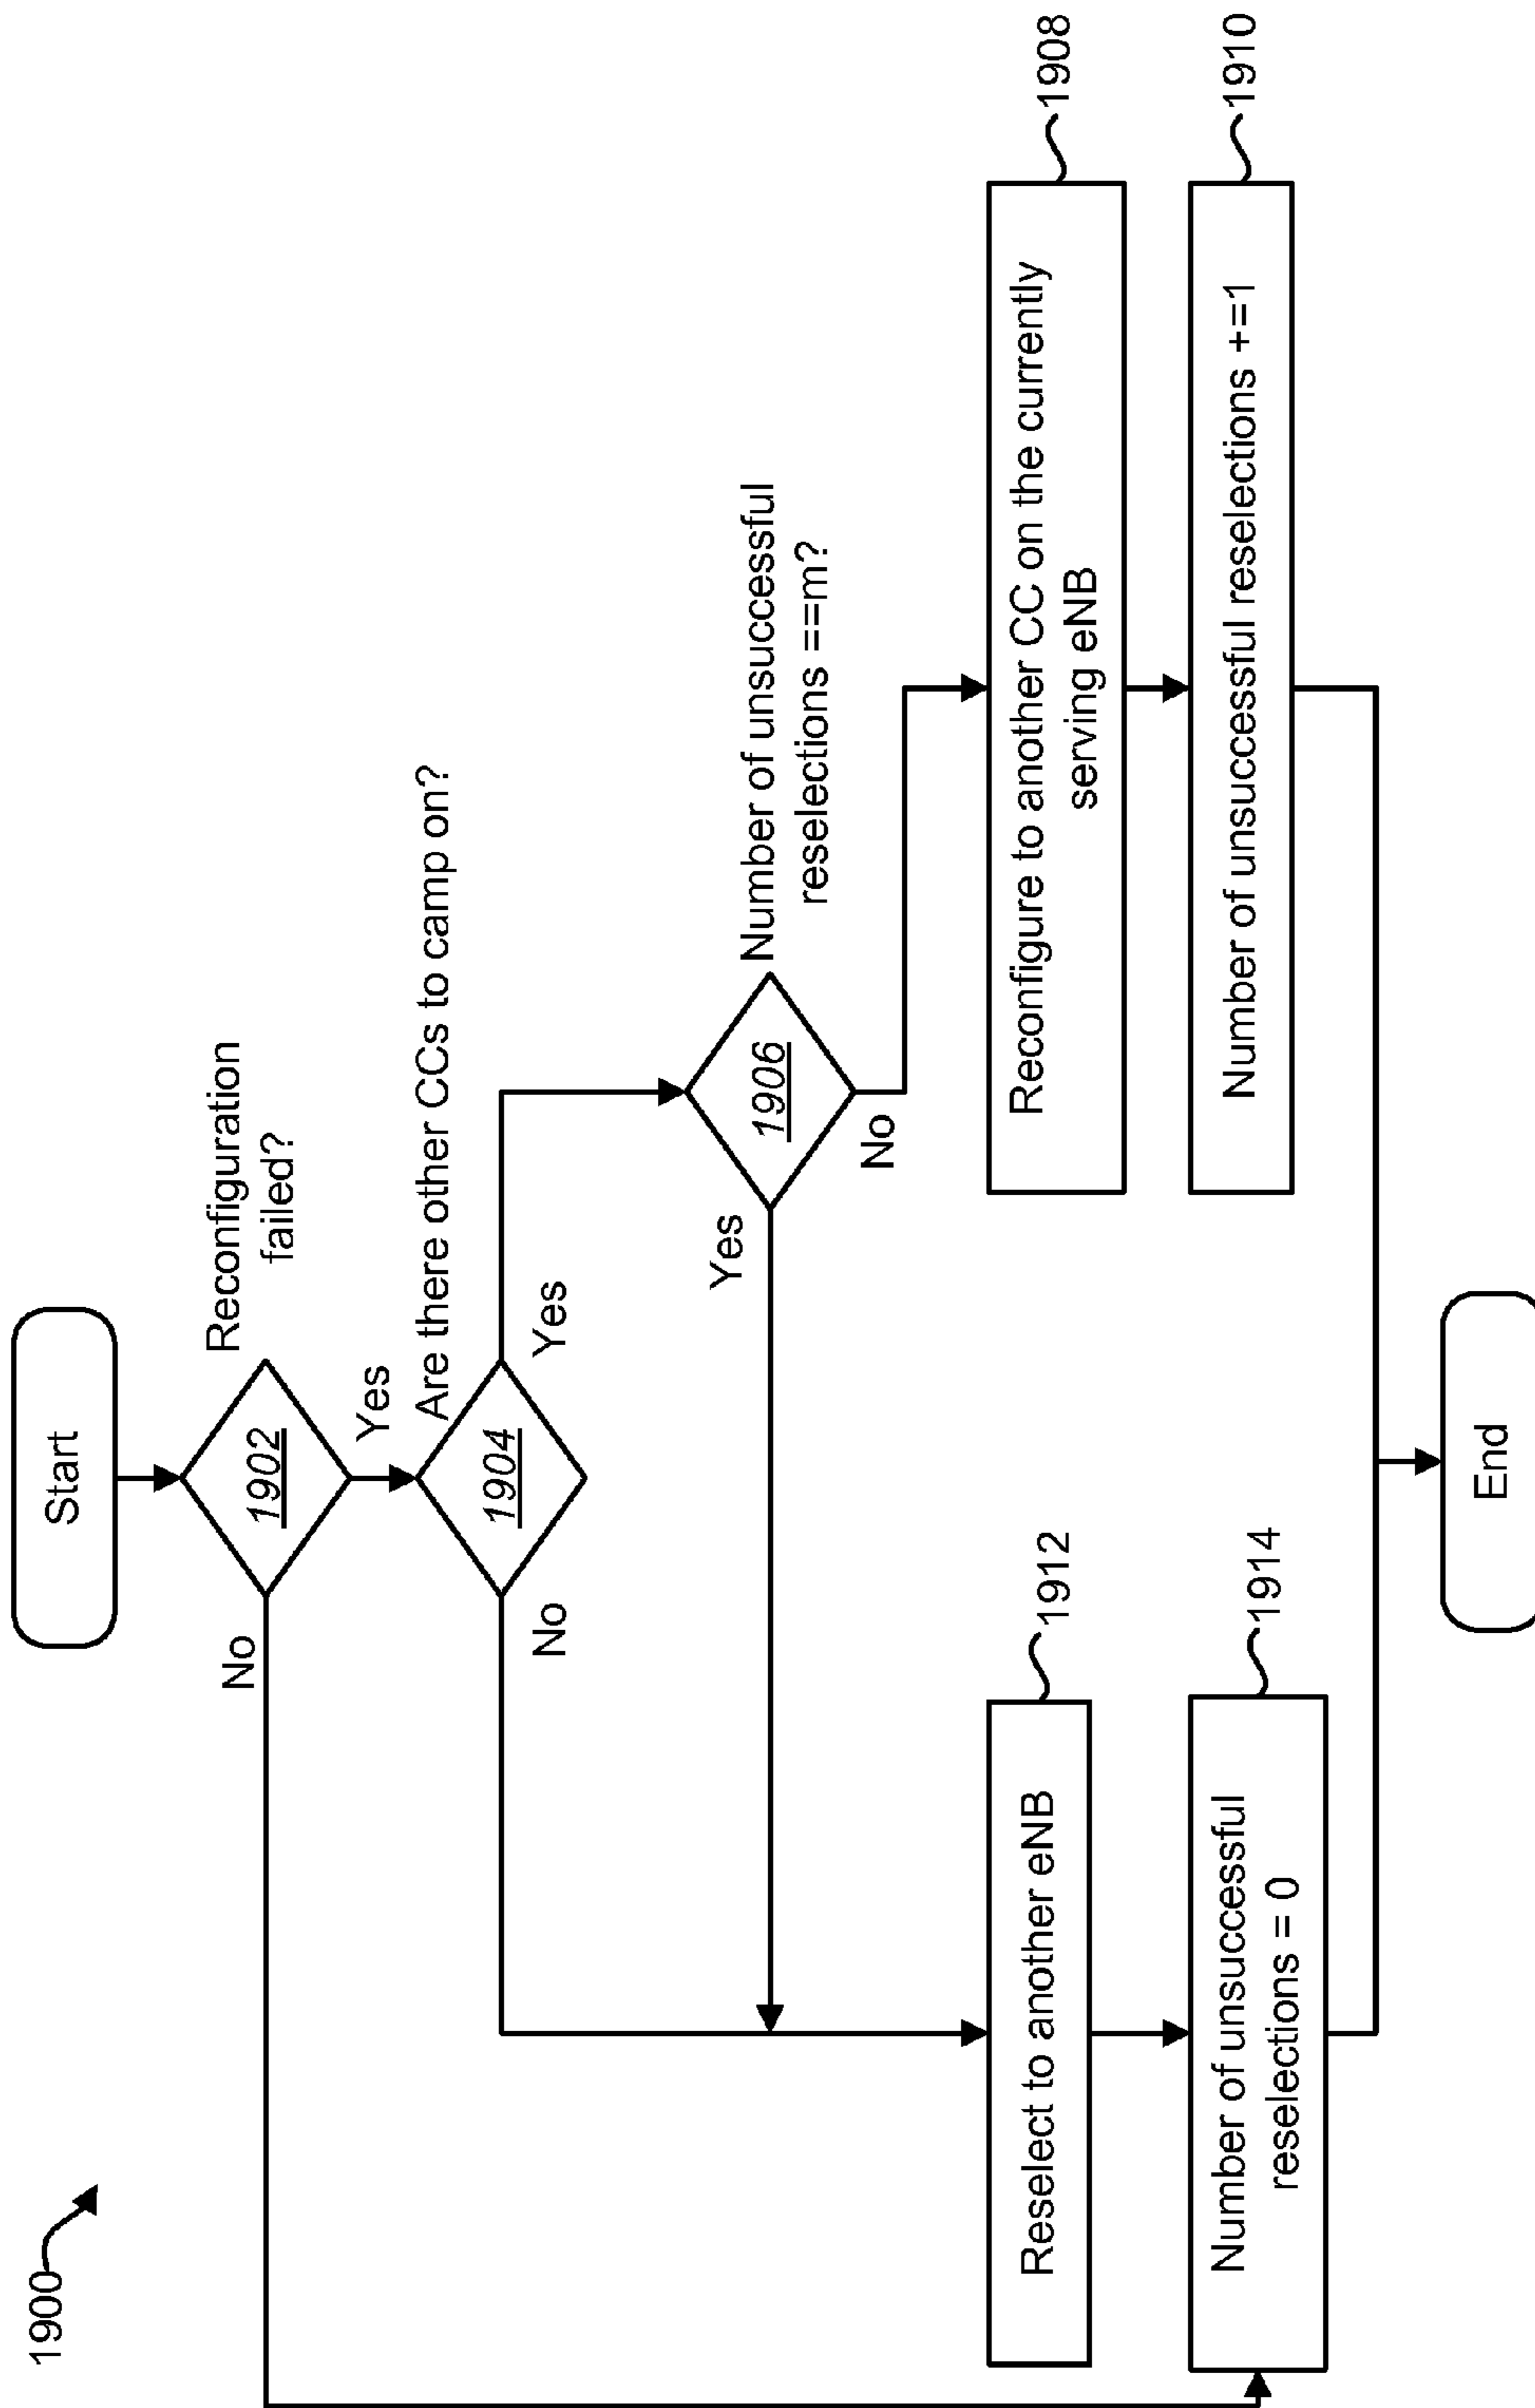 1900
Start
1902
Reconfiguration
failed?
No
Yes
1904
Are there other CCs to camp on?
No
Yes
1906
Number of unsuccessful
reselections ==m?
Yes
No
Reselect to another eNB
1912
Reconfigure to another CC on the currently
serving eNB
1908
Number of unsuccessful
reselections = 0
1914
Number of unsuccessful reselections +=1
1910
End